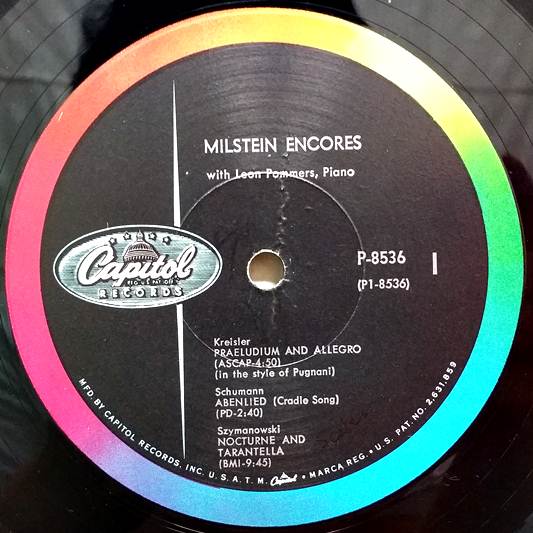 MILSTEIN ENCORES
with Leon Pommers, Piano
Capitol
REG. U.S. PAT. OFF.
RECORDS
P-8536
1
(P1-8536)
Kreisler
PRAELUDIUM AND ALLEGRO
(ASCAP-4:50)
(in the style of Pugnani)
Schumann
ABENLIED (Cradle Song)
(PD-2:40)
Szymanowski
NOCTURNE AND
TARANTELLA
(BMI-9:45)
MFD. BY CAPITOL RECORDS, INC. U.S.A. T.M. Capitol • MARCA REG. • U.S. PAT. NO. 2,631,859